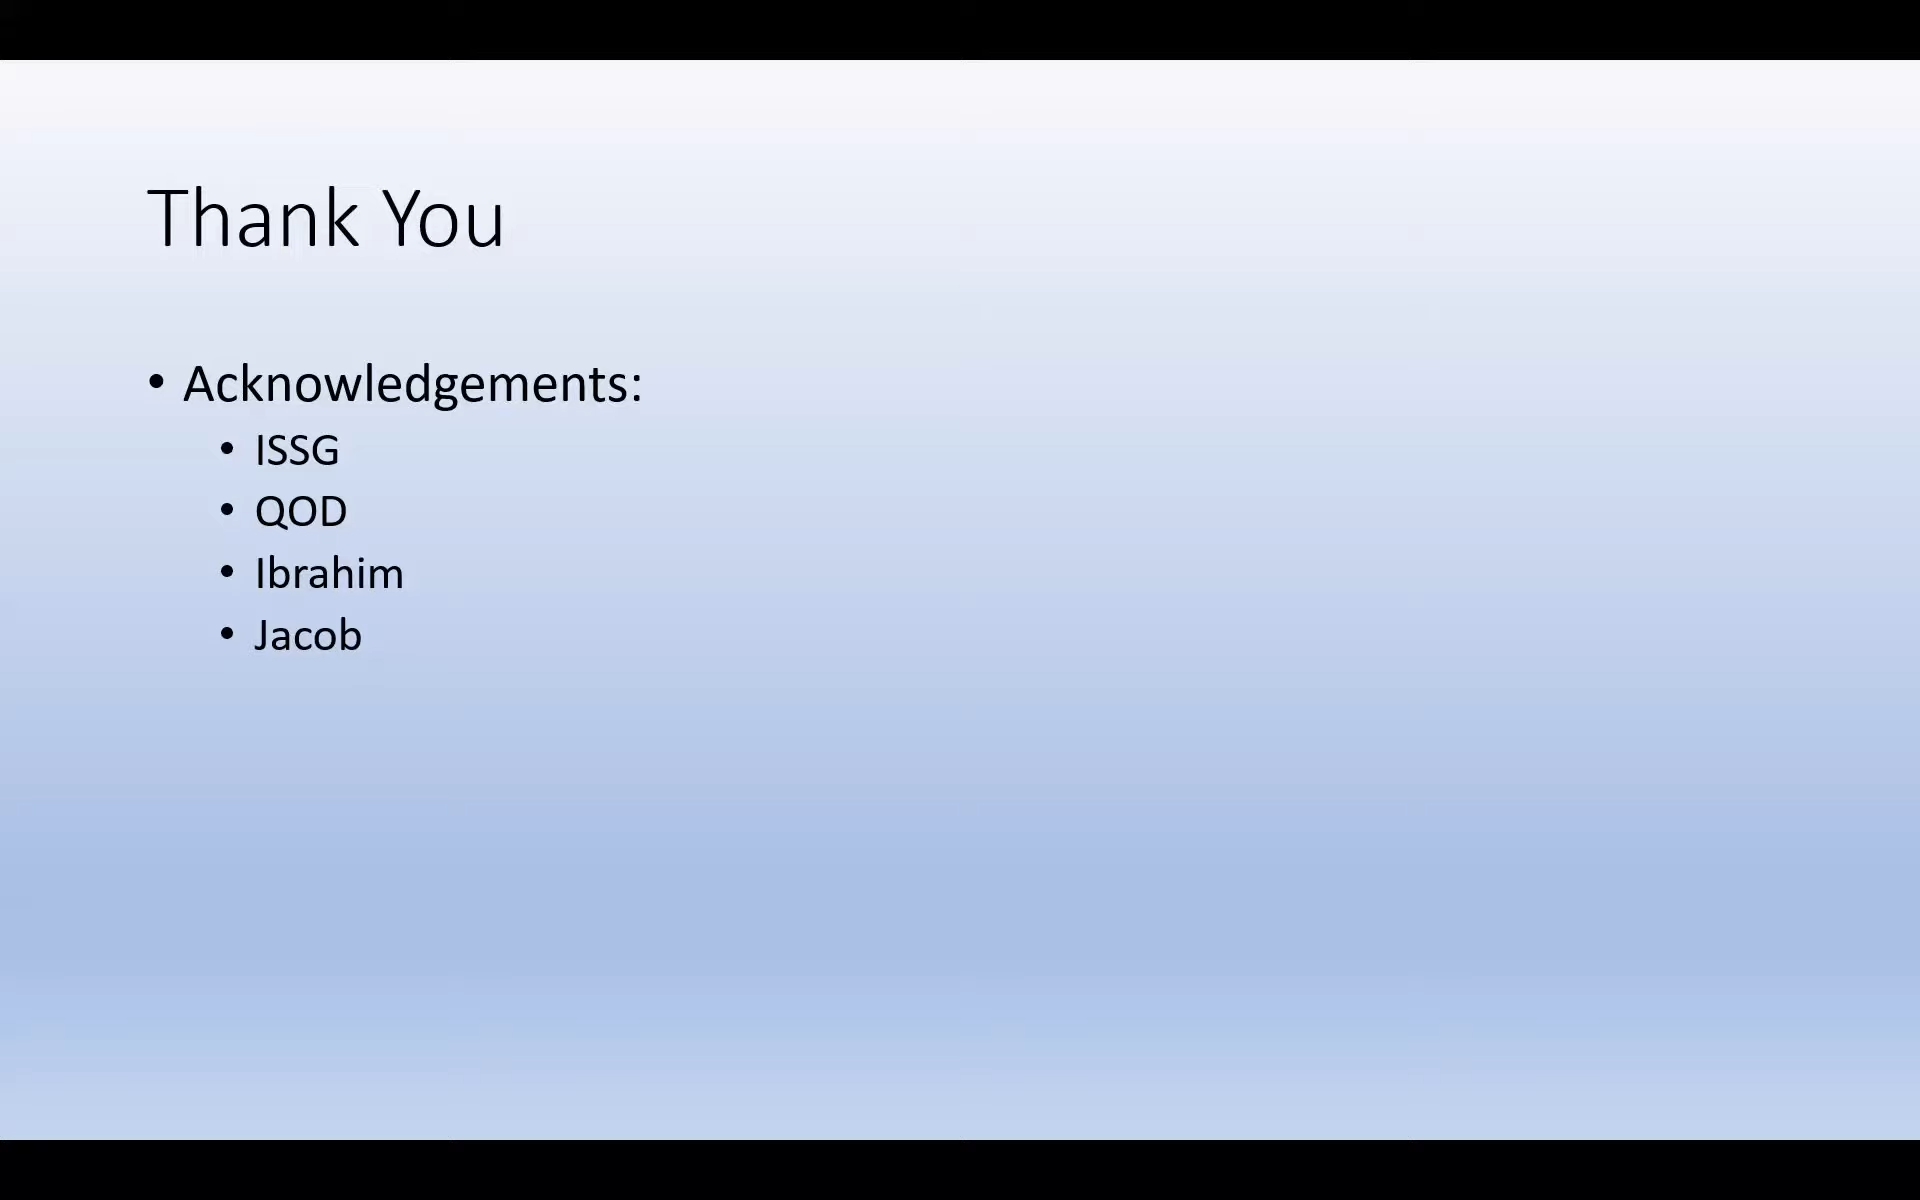 Thank You
• Acknowledgements:
• ISSG
• QOD
• Ibrahim
• Jacob